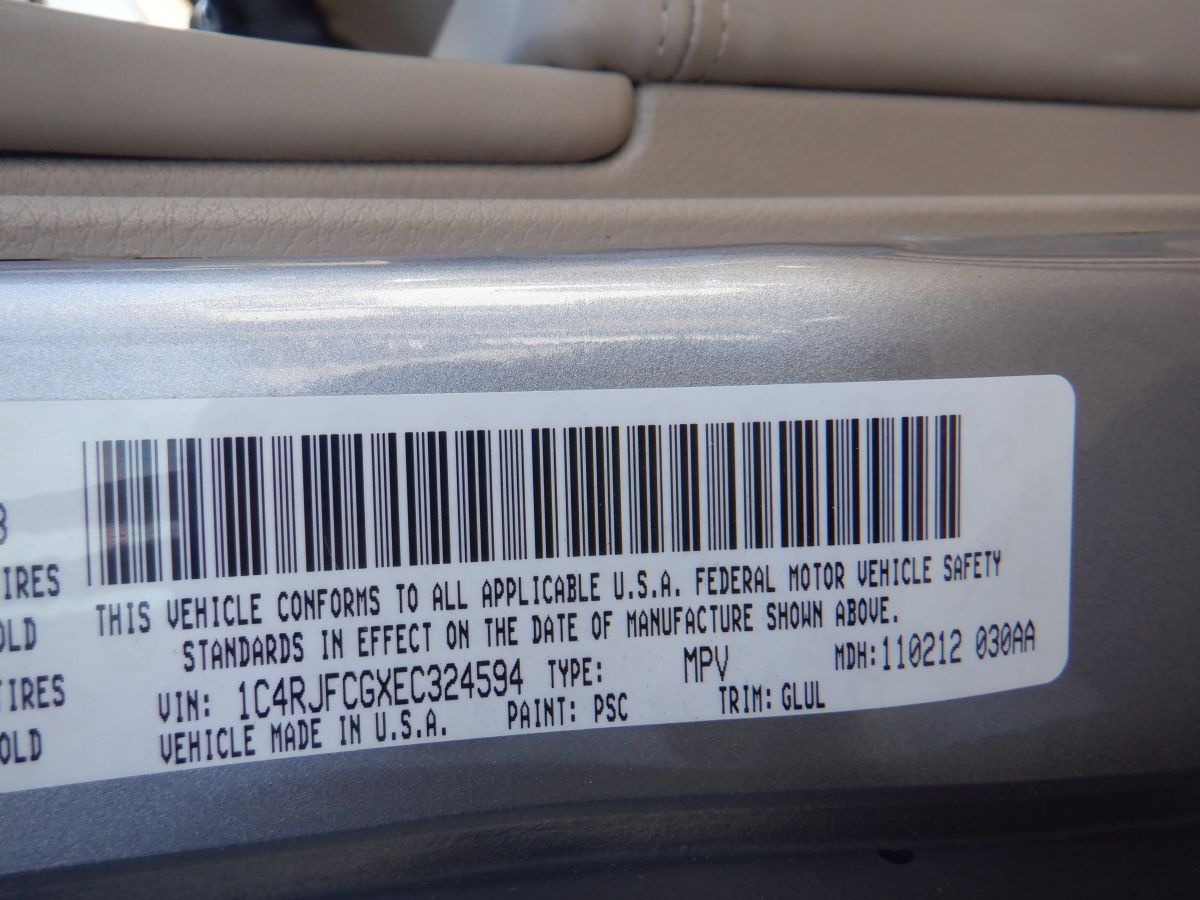 IRES
OLD
TIRES
OLD
THIS VEHICLE CONFORMS TO ALL APPLICABLE U.S.A. FEDERAL MOTOR VEHICLE SAFETY
STANDARDS IN EFFECT ON THE DATE OF MANUFACTURE SHOWN ABOVE.
VIN: 1C4RJFCGXEC324594 TYPE: MPV MDH:110212 030AA
VEHICLE MADE IN U.S.A. PAINT: PSC TRIM: GLUL